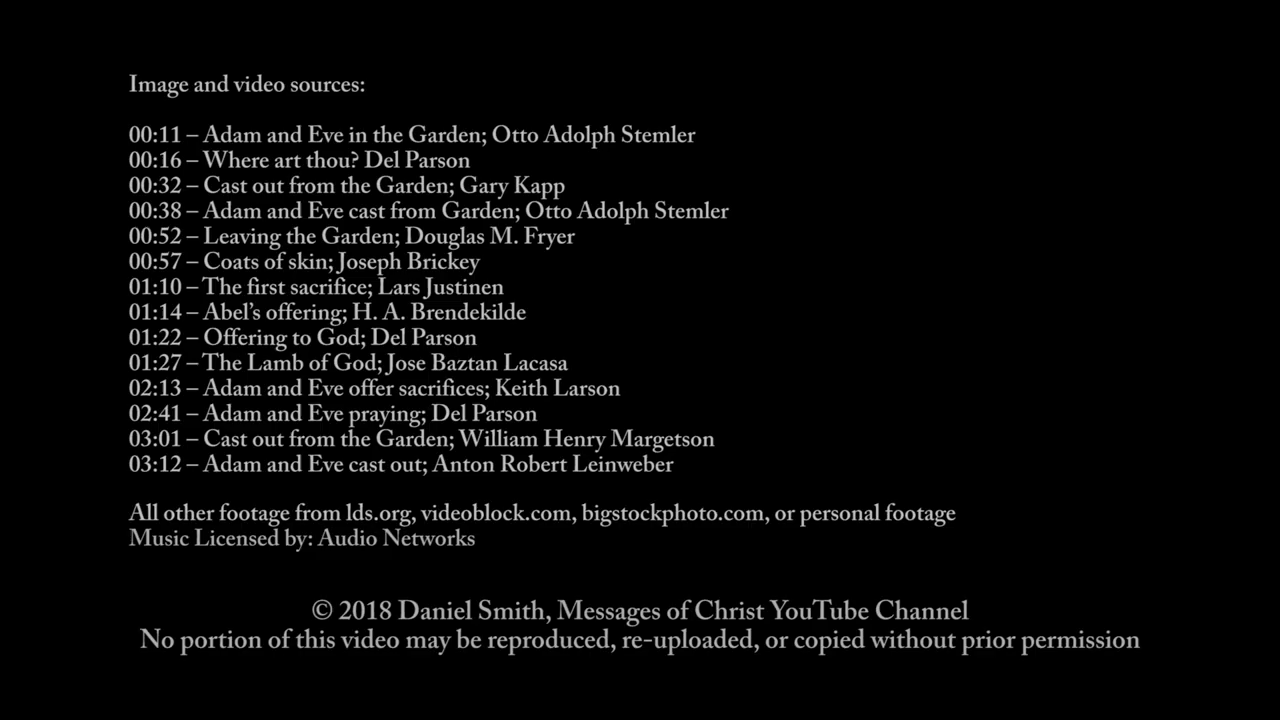 Image and video sources:
00:11 – Adam and Eve in the Garden; Otto Adolph Stemler
00:16 – Where art thou? Del Parson
00:32 – Cast out from the Garden; Gary Kapp
00:38 – Adam and Eve cast from Garden; Otto Adolph Stemler
00:52 – Leaving the Garden; Douglas M. Fryer
00:57 – Coats of skin; Joseph Brickey
01:10 – The first sacrifice; Lars Justinen
01:14 – Abel’s offering; H. A. Brendekilde
01:22 – Offering to God; Del Parson
01:27 – The Lamb of God; Jose Baztan Lacasa
02:13 – Adam and Eve offer sacrifices; Keith Larson
02:41 – Adam and Eve praying; Del Parson
03:01 – Cast out from the Garden; William Henry Margetson
03:12 – Adam and Eve cast out; Anton Robert Leinweber
All other footage from lds.org, videoblock.com, bigstockphoto.com, or personal footage
Music Licensed by: Audio Networks
© 2018 Daniel Smith, Messages of Christ YouTube Channel
No portion of this video may be reproduced, re-uploaded, or copied without prior permission